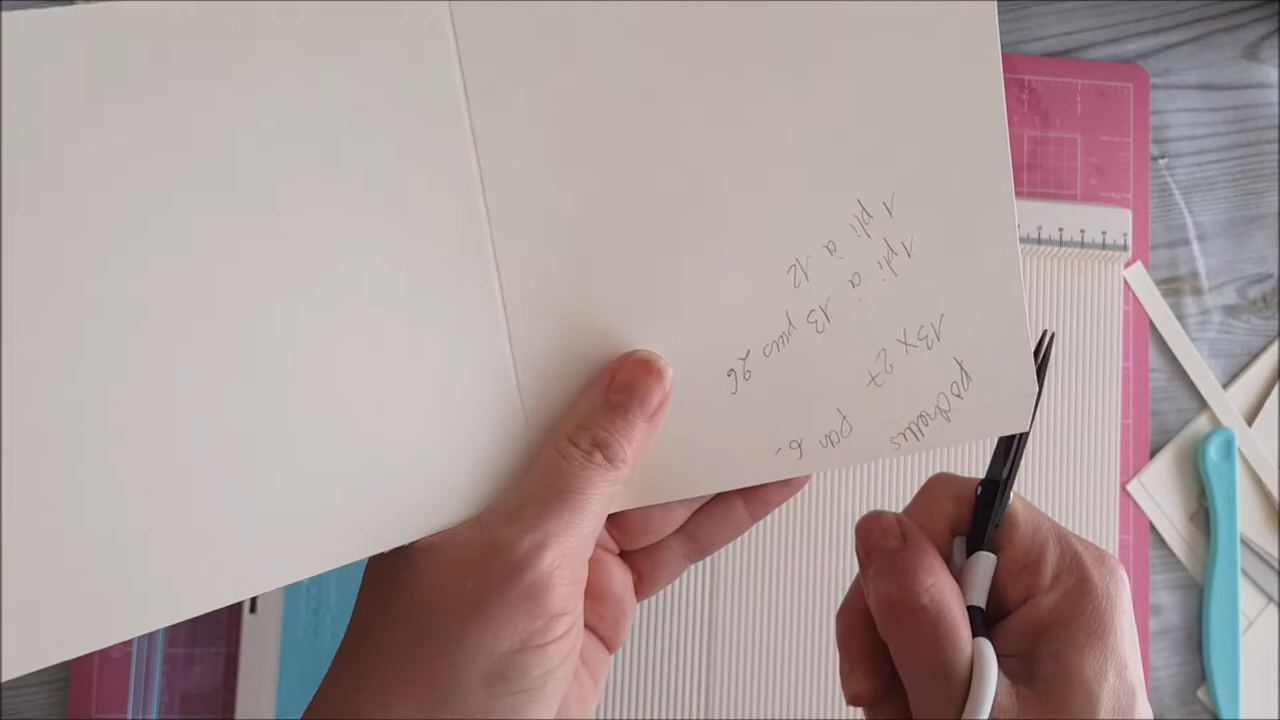 pochettes par 6.
13 x 27
1 pli à 13 puis 26
1 pli à 12